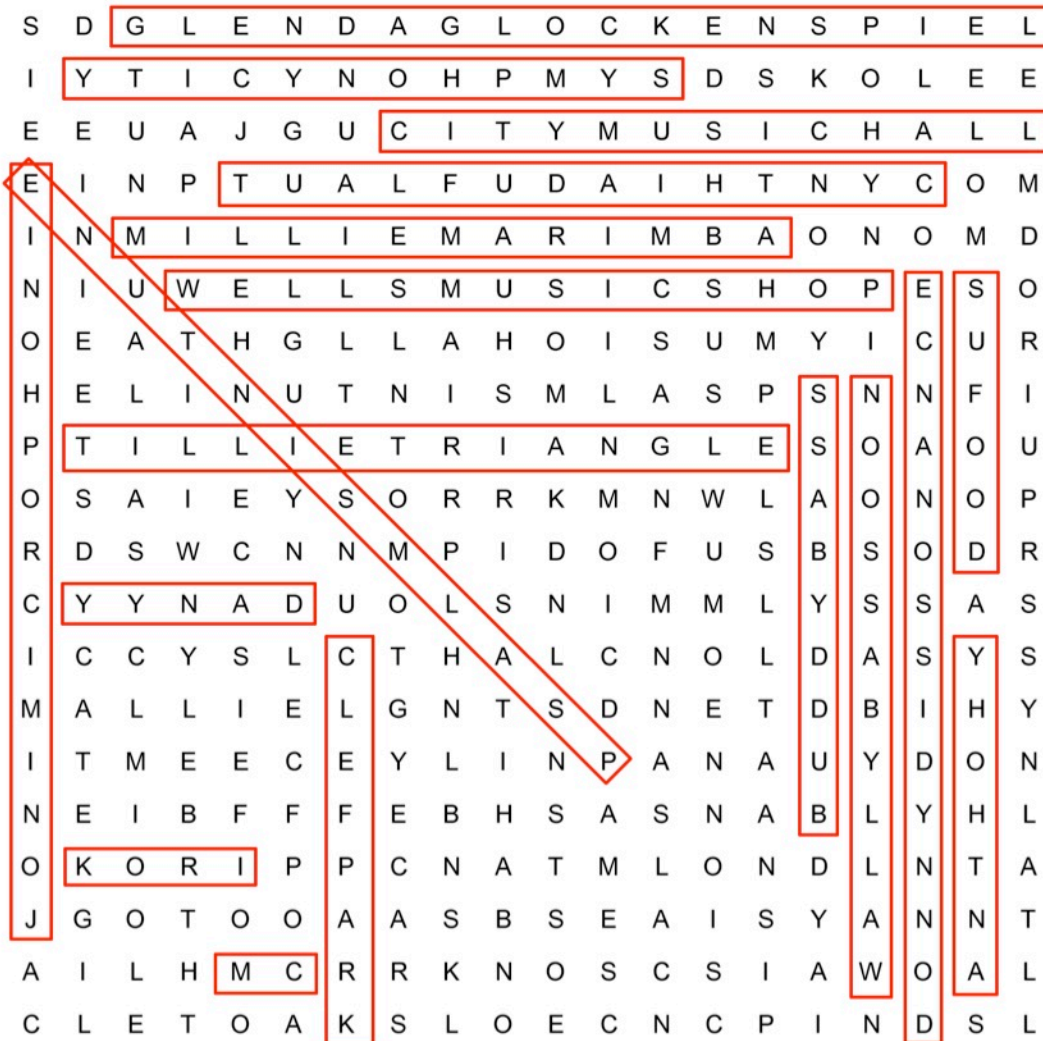 S D G L E N D A G L O C K E N S P I E L
I Y T I C Y N O H P M Y S D S K O L E E
E E U A J G U C I T Y M U S I C H A L L
E I N P T U A L F U D A I H T N Y C O M
I N M I L L I E M A R I M B A O N O M D
N I U W E L L S M U S I C S H O P E S O
O E A T H G L L A H O I S U M Y I C U R
H E L I N U T N I S M L A S P S N N F I
P T I L L I E T R I A N G L E S O A O U
O S A I E Y S O R R K M N W L A O N O P
R D S W C N N M P I D O F U S B S O D R
C Y Y N A D U O L S N I M M L Y S S A S
I C C Y S L C T H A L C N O L D A S Y S
M A L L I E L G N T S D N E T D B I H Y
I T M E E C E Y L I N P A N A U Y D O N
N E I B F F F E B H S A S N A B L Y H L
O K O R I P P C N A T M L O N D L N T A
J G O T O O A A S B S E A I S Y A N N T
A I L H M C R R K N O S C S I A W O A L
C L E T O A K S L O E C N C P I N D S L